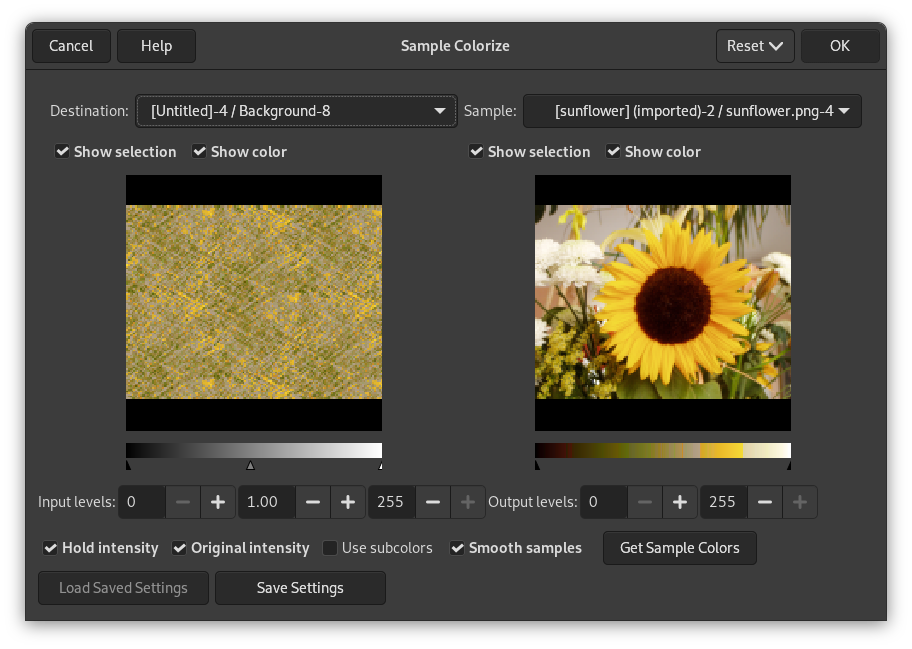 Cancel Help Sample Colorize Reset OK
Destination: [Untitled]-4 / Background-8 Sample: [sunflower] (imported)-2 / sunflower.png-4
Show selection Show color Show selection Show color
Input levels: 0 1.00 255 Output levels: 0 255
Hold intensity Original intensity Use subcolors Smooth samples Get Sample Colors
Load Saved Settings Save Settings